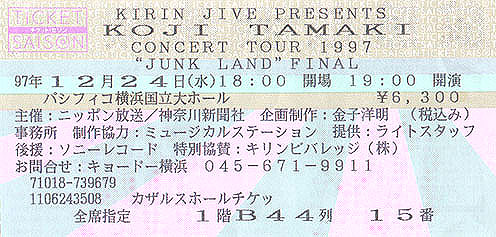 TICKET
チケットセゾン
SAISON
KIRIN JIVE PRESENTS
KOJI TAMAKI
CONCERT TOUR 1997
“JUNK LAND”FINAL
97年12月24日(水)18:00 開場 19:00 開演
パシフィコ横浜国立大ホール ¥6,300
主催：ニッポン放送／神奈川新聞社 企画制作：金子洋明 (税込み)
事務所 制作協力：ミュージカルステーション 提供：ライトスタッフ
後援：ソニーレコード 特別協賛：キリンビバレッジ（株）
お問合せ：キョードー横浜 045-671-9911
71018-739679
1106243508 カザルスホールチケッ
全席指定 1階B44列 15番